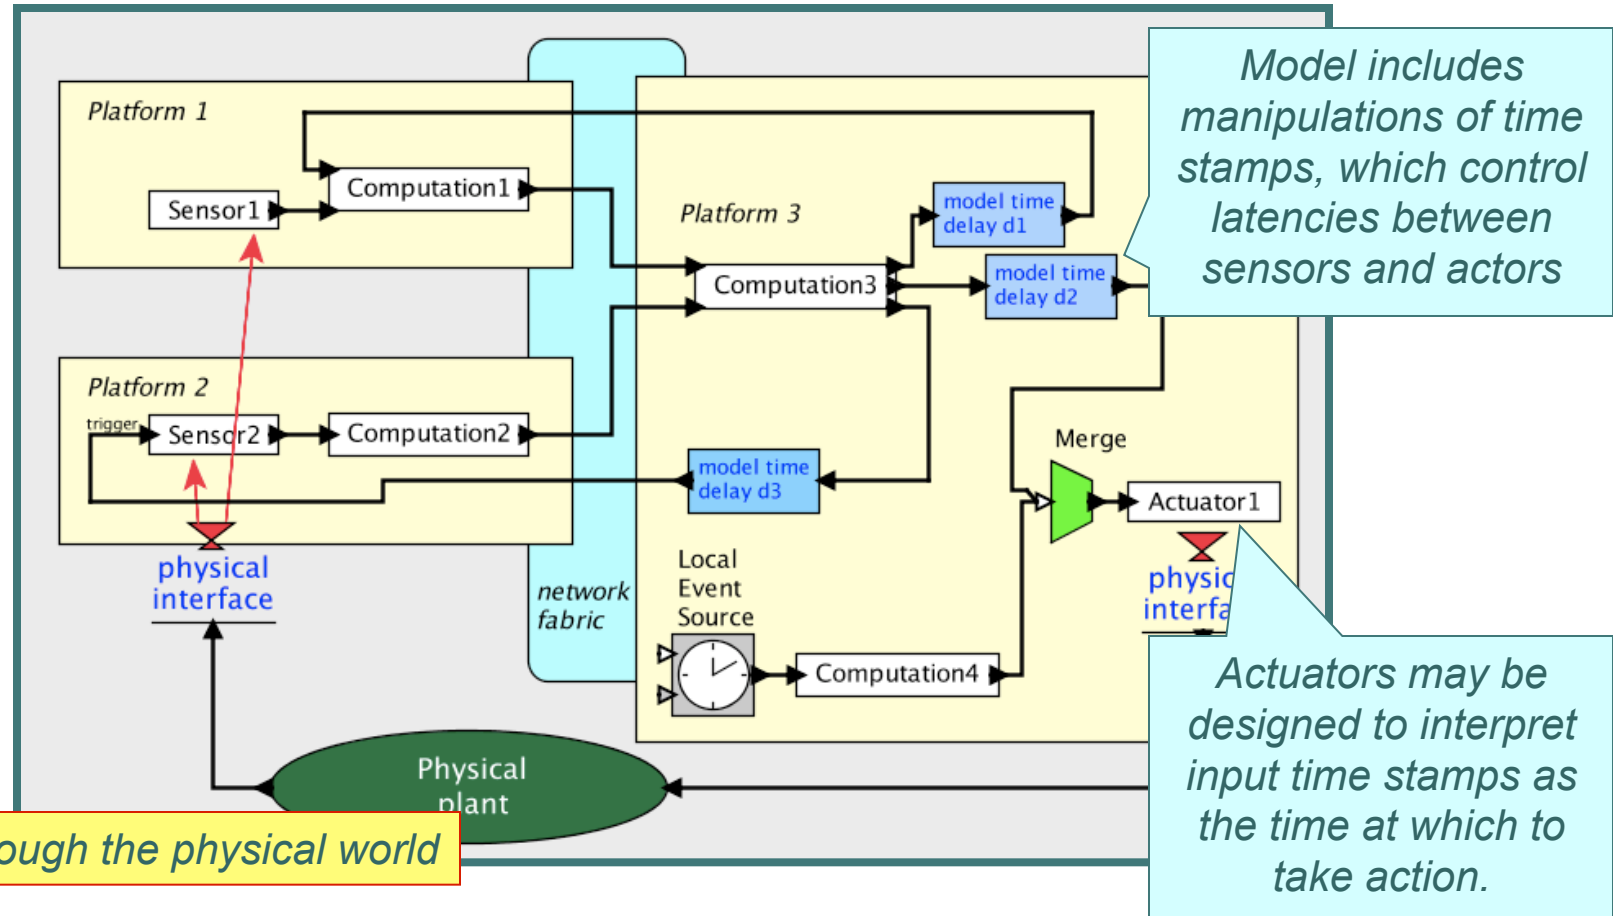 Platform 1
Computation1
Sensor1
Platform 2
trigger
Sensor2
Computation2
physical
interface
network
fabric
Platform 3
model time
delay d1
Computation3
model time
delay d2
model time
delay d3
Merge
Actuator1
Local
Event
Source
Computation4
physic
interfa
Physical
plant
Model includes
manipulations of time
stamps, which control
latencies between
sensors and actors
Actuators may be
designed to interpret
input time stamps as
the time at which to
take action.
ough the physical world